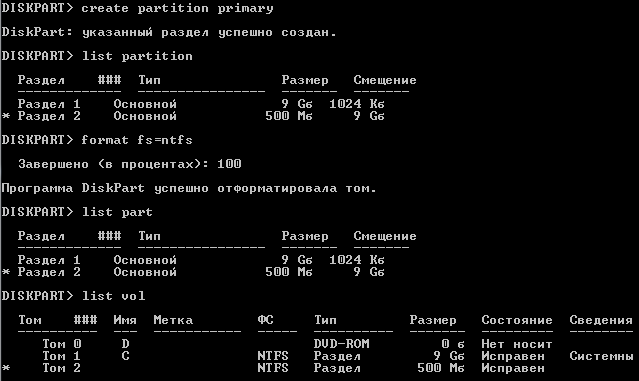 DISKPART> create partition primary
DiskPart: указанный раздел успешно создан.
DISKPART> list partition
Раздел ### Тип Размер Смещение
------------- ---------------- ------- -------
Раздел 1 Основной 9 Gб 1024 Kб
* Раздел 2 Основной 500 Mб 9 Gб
DISKPART> format fs=ntfs
Завершено (в процентах): 100
Программа DiskPart успешно отформатировала том.
DISKPART> list part
Раздел ### Тип Размер Смещение
------------- ---------------- ------- -------
Раздел 1 Основной 9 Gб 1024 Kб
* Раздел 2 Основной 500 Mб 9 Gб
DISKPART> list vol
Том ### Имя Метка ФС Тип Размер Состояние Сведения
---------- --- ----------- ----- ---------- ------- --------- --------
Том 0 D DVD-ROM 0 б Нет носит
Том 1 C NTFS Раздел 9 Gб Исправен Системны
* Том 2 NTFS Раздел 500 Mб Исправен